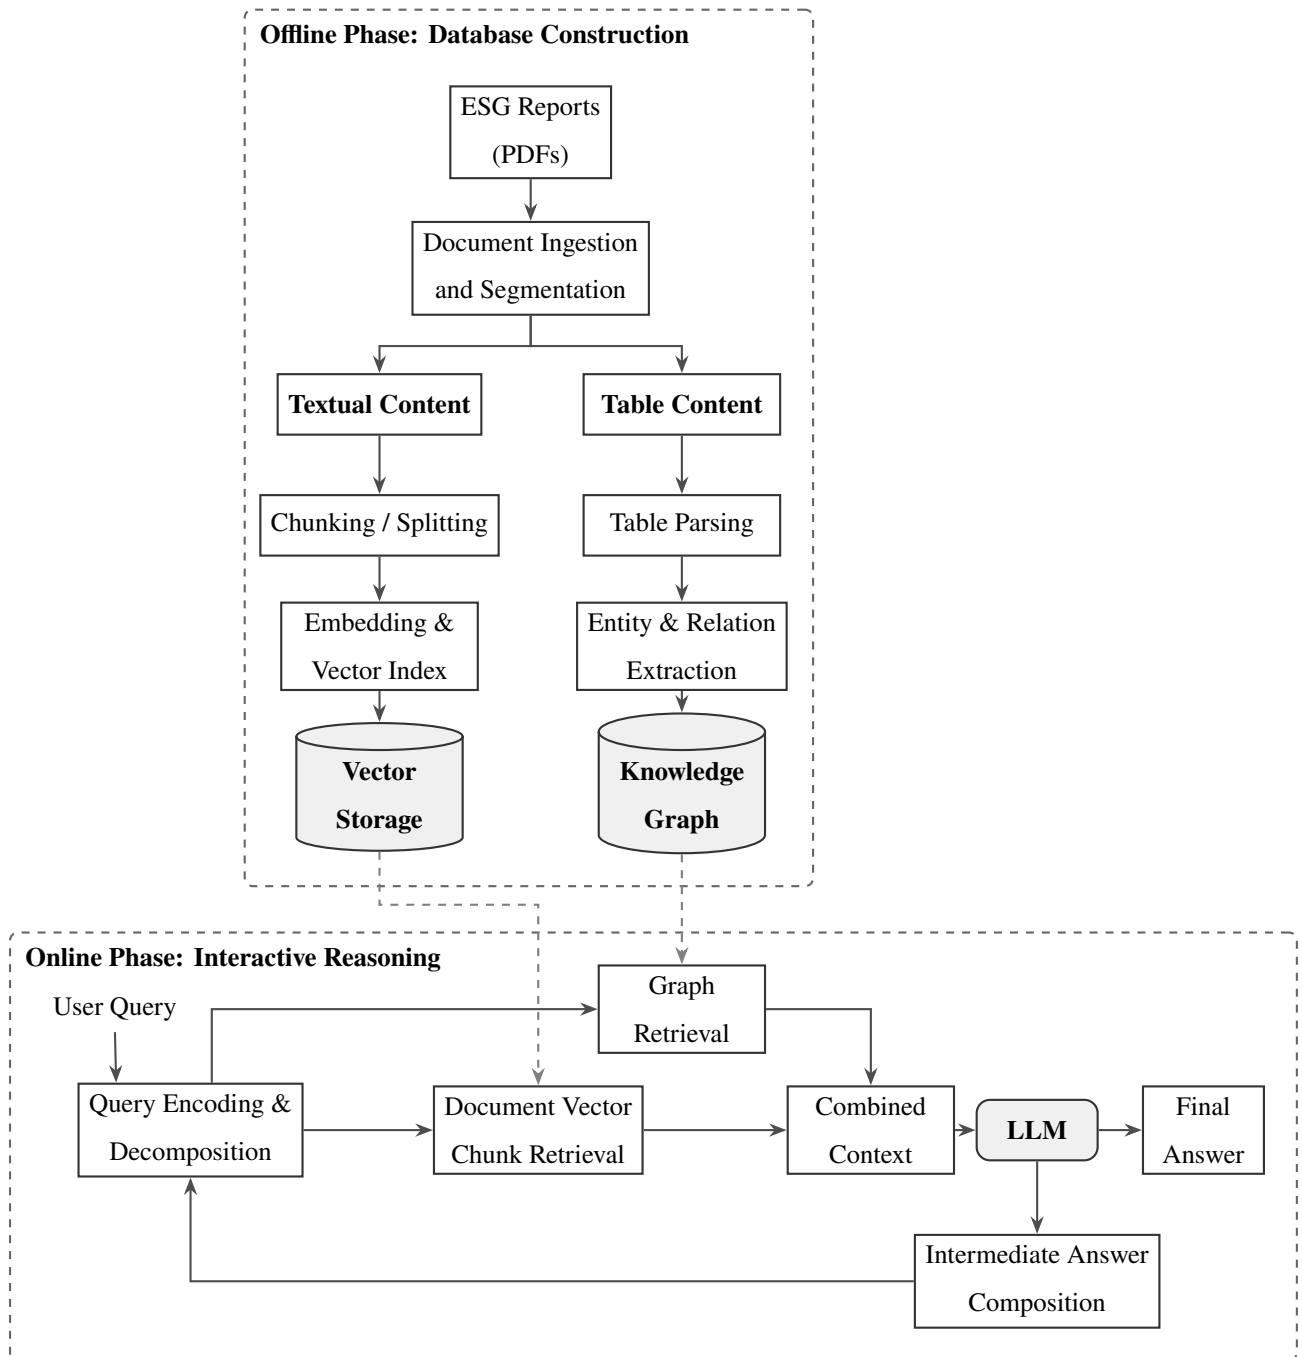 Offline Phase: Database Construction
ESG Reports
(PDFs)
Document Ingestion
and Segmentation
Textual Content
Table Content
Chunking / Splitting
Table Parsing
Embedding &
Vector Index
Entity & Relation
Extraction
Vector
Storage
Knowledge
Graph
Online Phase: Interactive Reasoning
User Query
Graph
Retrieval
Query Encoding &
Decomposition
Document Vector
Chunk Retrieval
Combined
Context
LLM
Final
Answer
Intermediate Answer
Composition